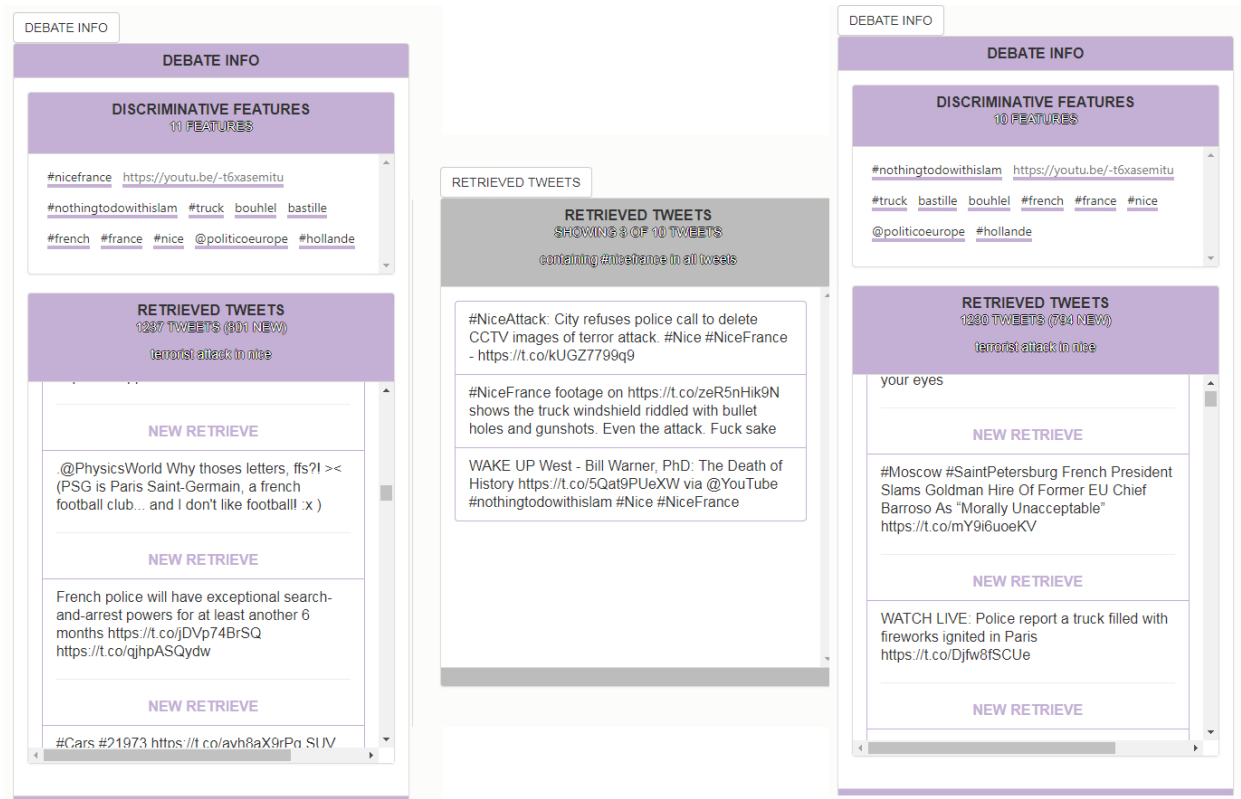 DEBATE INFO
DEBATE INFO
DISCRIMINATIVE FEATURES
11 FEATURES
#nicefrance https://youtu.be/-t6xasemitu
#nothingtodowithislam #truck bouhlel bastille
#french #france #nice @politicoeurope #hollande
RETRIEVED TWEETS
1237 TWEETS (801 NEW)
terrorist attack in nice
NEW RETRIEVE
.@PhysicsWorld Why thoses letters, ffs?! ><
(PSG is Paris Saint-Germain, a french
football club... and I don't like football! :x )
NEW RETRIEVE
French police will have exceptional search-
and-arrest powers for at least another 6
months https://t.co/jDVp74BrSQ
https://t.co/qjhpASQydw
NEW RETRIEVE
#Cars #21973 https://t.co/ayh8aX9rPg SUV
RETRIEVED TWEETS
RETRIEVED TWEETS
SHOWING 3 OF 10 TWEETS
containing #nicefrance in all tweets
#NiceAttack: City refuses police call to delete
CCTV images of terror attack. #Nice #NiceFrance
- https://t.co/kUGZ7799q9
#NiceFrance footage on https://t.co/zeR5nHik9N
shows the truck windshield riddled with bullet
holes and gunshots. Even the attack. Fuck sake
WAKE UP West - Bill Warner, PhD: The Death of
History https://t.co/5Qat9PUeXW via @YouTube
#nothingtodowithislam #Nice #NiceFrance
DEBATE INFO
DEBATE INFO
DISCRIMINATIVE FEATURES
10 FEATURES
#nothingtodowithislam https://youtu.be/-t6xasemitu
#truck bastille bouhlel #french #france #nice
@politicoeurope #hollande
RETRIEVED TWEETS
1230 TWEETS (794 NEW)
terrorist attack in nice
your eyes
NEW RETRIEVE
#Moscow #SaintPetersburg French President
Slams Goldman Hire Of Former EU Chief
Barroso As “Morally Unacceptable”
https://t.co/mY9i6uoeKV
NEW RETRIEVE
WATCH LIVE: Police report a truck filled with
fireworks ignited in Paris
https://t.co/Djfw8fSCUe
NEW RETRIEVE